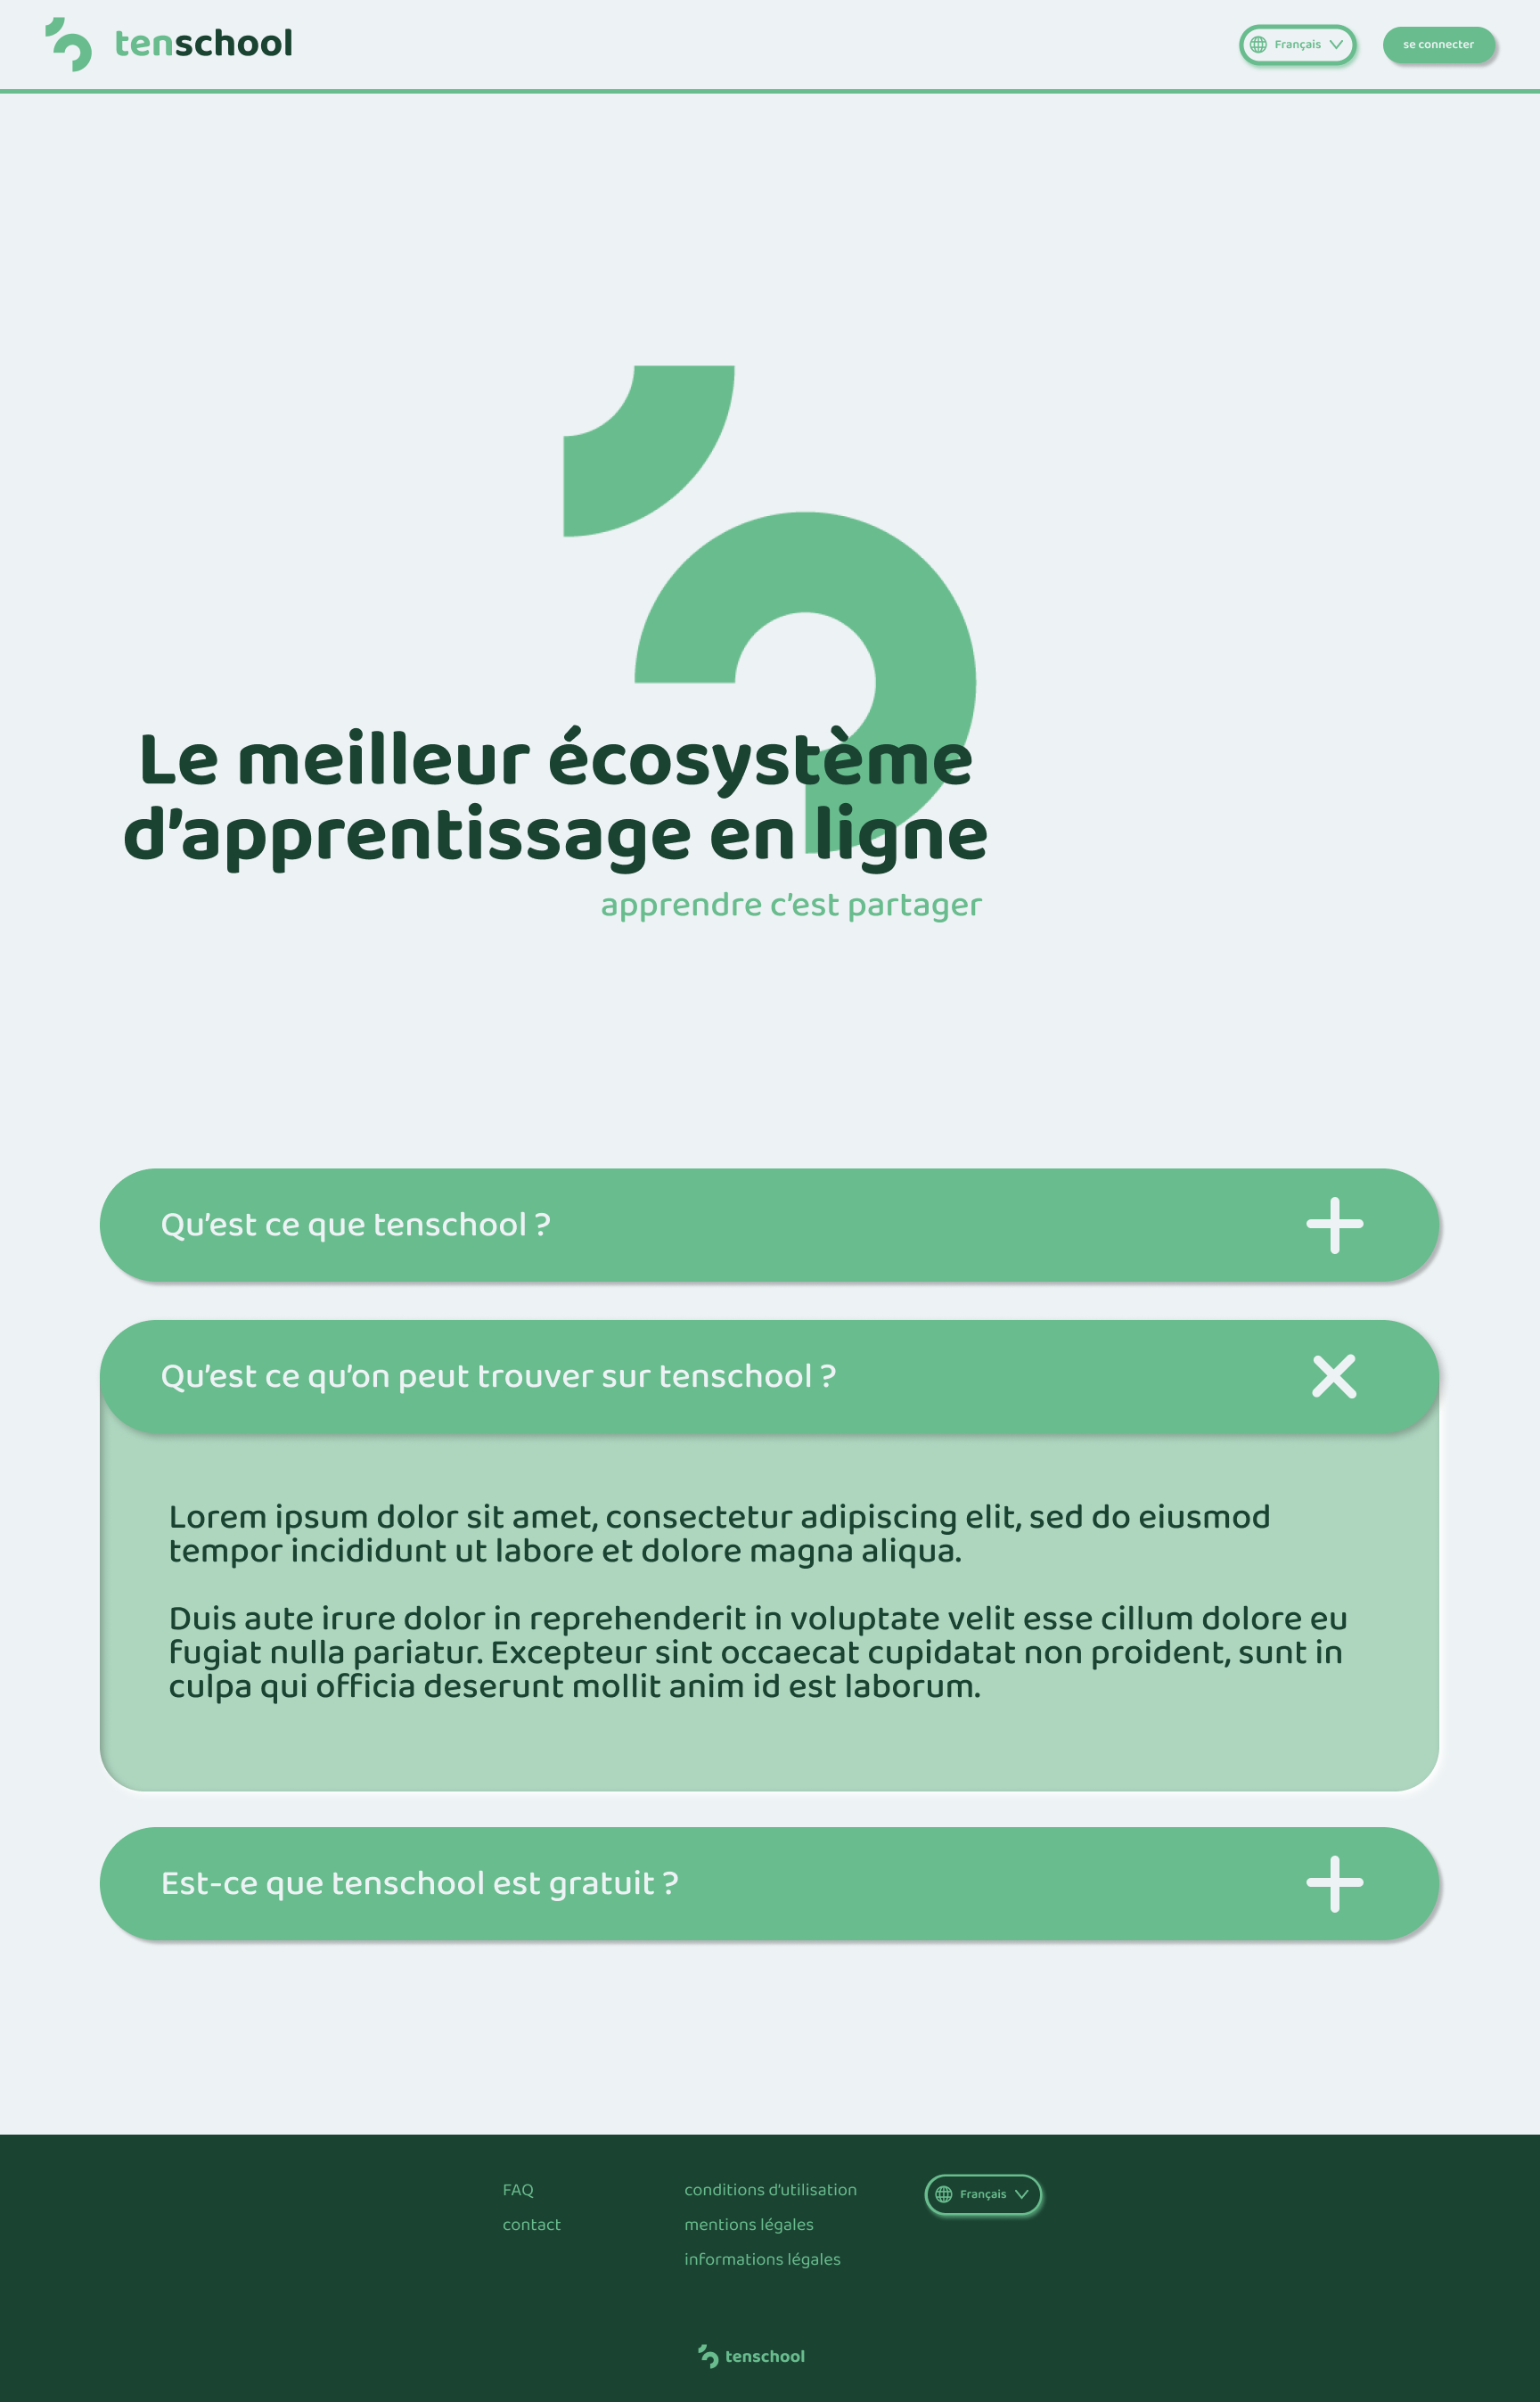 tenschool
Français
se connecter
Le meilleur écosystème
d’apprentissage en ligne
apprendre c’est partager
Qu’est ce que tenschool ?
Qu’est ce qu’on peut trouver sur tenschool ?
Lorem ipsum dolor sit amet, consectetur adipiscing elit, sed do eiusmod
tempor incididunt ut labore et dolore magna aliqua.
Duis aute irure dolor in reprehenderit in voluptate velit esse cillum dolore eu
fugiat nulla pariatur. Excepteur sint occaecat cupidatat non proident, sunt in
culpa qui officia deserunt mollit anim id est laborum.
Est-ce que tenschool est gratuit ?
FAQ
contact
conditions d’utilisation
mentions légales
informations légales
Français
tenschool